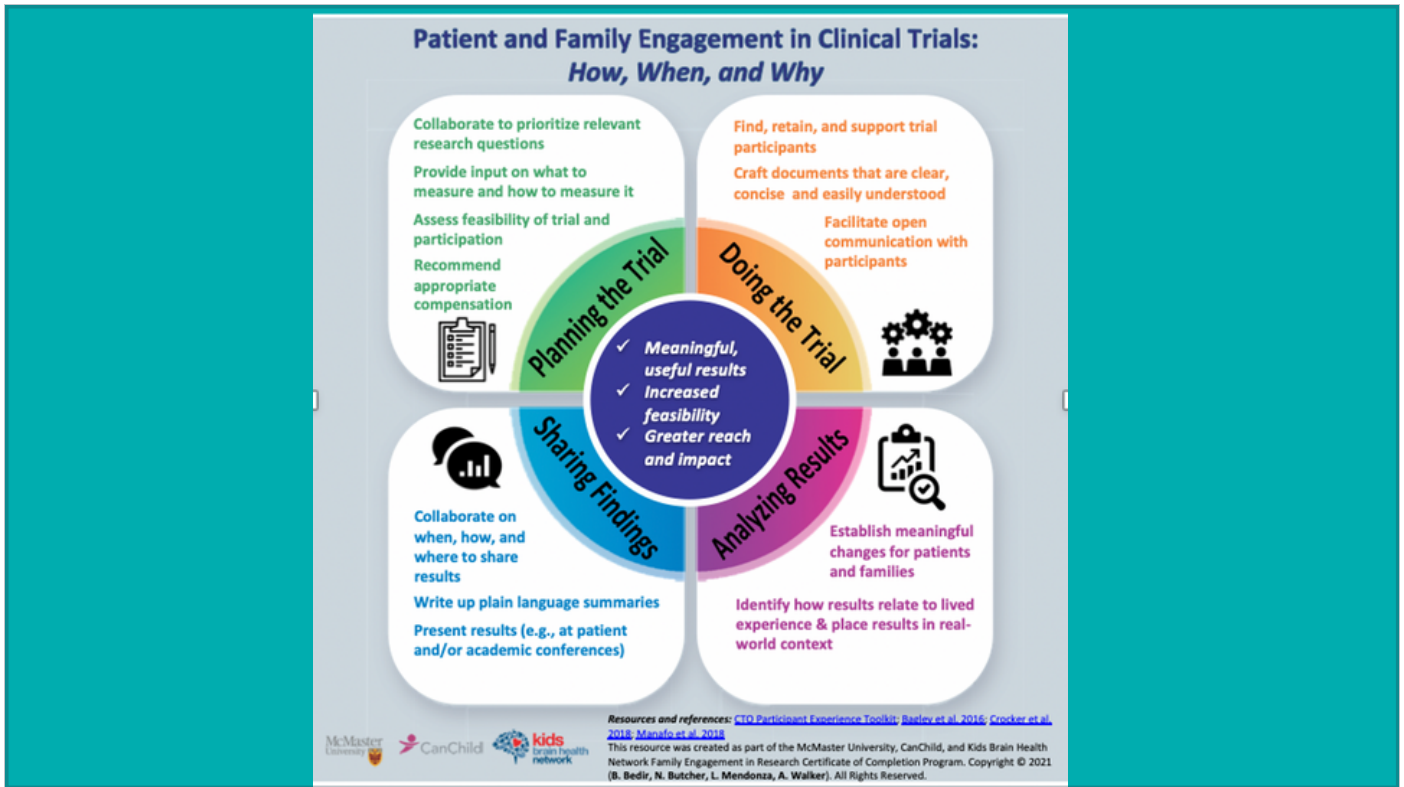 Patient and Family Engagement in Clinical Trials:
How, When, and Why
Collaborate to prioritize relevant
research questions
Provide input on what to
measure and how to measure it
Assess feasibility of trial and
participation
Recommend
appropriate
compensation
Planning the Trial
Find, retain, and support trial
participants
Craft documents that are clear,
concise and easily understood
Facilitate open
communication with
participants
Doing the Trial
✓ Meaningful,
useful results
✓ Increased
feasibility
✓ Greater reach
and impact
Sharing Findings
Collaborate on
when, how, and
where to share
results
Write up plain language summaries
Present results (e.g., at patient
and/or academic conferences)
Analyzing Results
Establish meaningful
changes for patients
and families
Identify how results relate to lived
experience & place results in real-
world context
McMaster
University
CanChild
kids
brain health
network
Resources and references: CTO Participant Experience Toolkit; Bagley et al. 2016; Crocker et al.
2018; Manafo et al. 2018
This resource was created as part of the McMaster University, CanChild, and Kids Brain Health
Network Family Engagement in Research Certificate of Completion Program. Copyright © 2021
(B. Bedir, N. Butcher, L. Mendonza, A. Walker). All Rights Reserved.